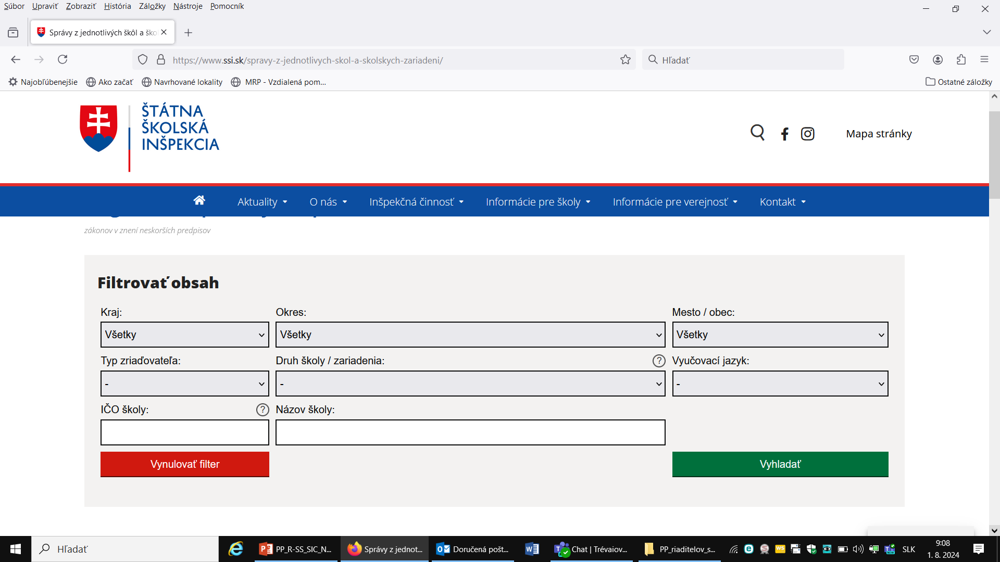 Súbor Upraviť Zobraziť História Záložky Nástroje Pomocník
Správy z jednotlivých škôl a ško
https://www.ssi.sk/spravy-z-jednotlivych-skol-a-skolskych-zariadeni/
Hľadať
Najobľúbenejšie Ako začať Navrhované lokality MRP - Vzdialená pom... Ostatné záložky
ŠTÁTNA
ŠKOLSKÁ
INŠPEKCIA
Mapa stránky
Aktuality O nás Inšpekčná činnosť Informácie pre školy Informácie pre verejnosť Kontakt
zákonov v znení neskorších predpisov
Filtrovať obsah
Kraj: Okres: Mesto / obec:
Všetky Všetky Všetky
Typ zriaďovateľa: Druh školy / zariadenia: ? Vyučovací jazyk:
- - -
IČO školy: ? Názov školy:
Vynulovať filter Vyhladať
Hľadať PP_R-SS_SIC_N... Správy z jednot... Doručená pošt... Chat | Trévaiov... PP_riaditelov_s... SLK 9:08
1. 8. 2024